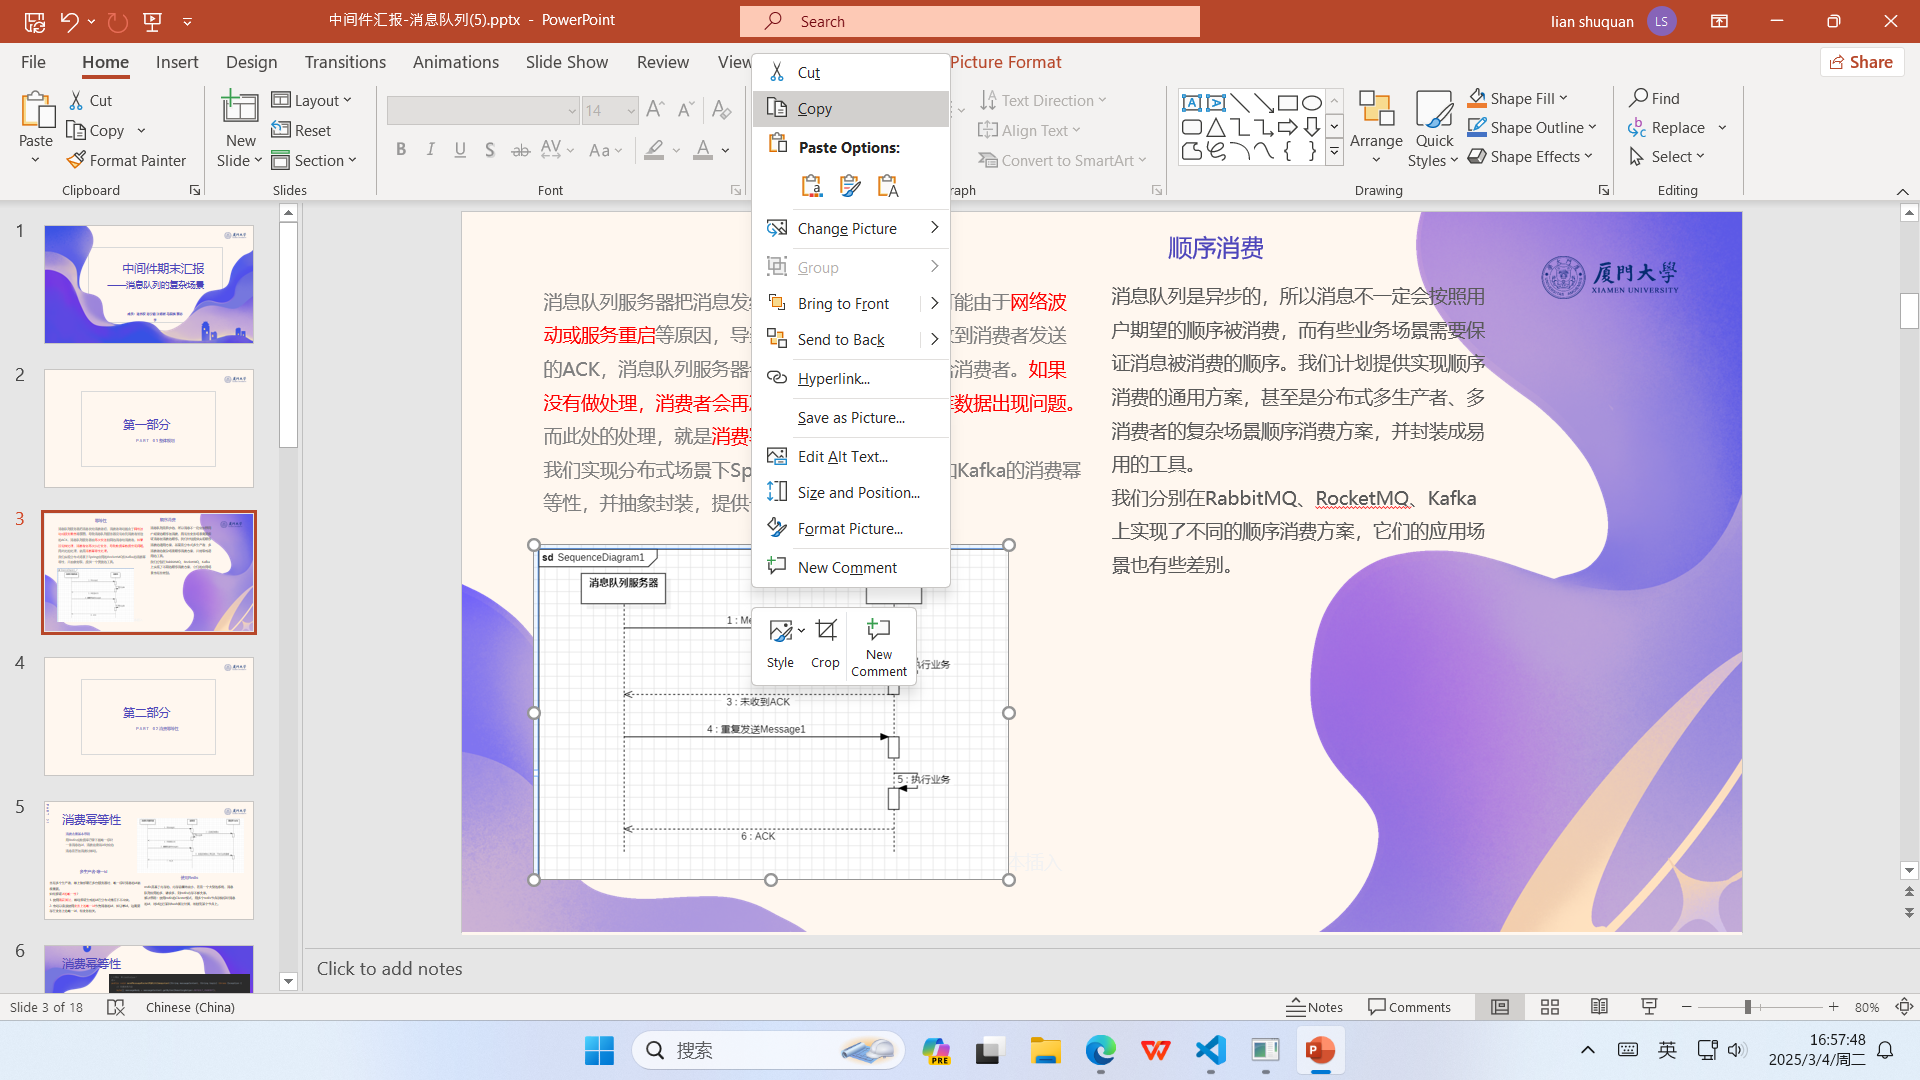 中间件汇报-消息队列(5).pptx - PowerPoint
Search
lian shuquan
LS
File
Home
Insert
Design
Transitions
Animations
Slide Show
Review
View
Picture Format
Share
Paste
Cut
Copy
Format Painter
Clipboard
New Slide
Layout
Reset
Section
Slides
14
Font
Text Direction
Align Text
Convert to SmartArt
Arrange
Quick Styles
Shape Fill
Shape Outline
Shape Effects
Drawing
Find
Replace
Select
Editing
Cut
Copy
Paste Options:
Change Picture
Group
Bring to Front
Send to Back
Hyperlink...
Save as Picture...
Edit Alt Text...
Size and Position...
Format Picture...
New Comment
Style
Crop
New Comment
1
中间件期末汇报
——消息队列的复杂场景
2
第一部分
3
4
第二部分
5
消费幂等性
6
消费幂等性
消息队列服务器把消息发
能由于网络波
动或服务重启等原因，导
收到消费者发送
的ACK，消息队列服务器
给消费者。如果
没有做处理，消费者会再
数据出现问题。
而此处的处理，就是消费
我们实现分布式场景下Sp
Kafka的消费幂
等性，并抽象封装，提供
sd SequenceDiagram1
消息队列服务器
1 : Me
执行业务
3 : 未收到ACK
4 : 重复发送Message1
5 : 执行业务
6 : ACK
本插入
顺序消费
厦門大學
XIAMEN UNIVERSITY
消息队列是异步的，所以消息不一定会按照用
户期望的顺序被消费，而有些业务场景需要保
证消息被消费的顺序。我们计划提供实现顺序
消费的通用方案，甚至是分布式多生产者、多
消费者的复杂场景顺序消费方案，并封装成易
用的工具。
我们分别在RabbitMQ、RocketMQ、Kafka
上实现了不同的顺序消费方案，它们的应用场
景也有些差别。
Click to add notes
Slide 3 of 18
Chinese (China)
Notes
Comments
80%
搜索
PRE
英
16:57:48
2025/3/4/周二